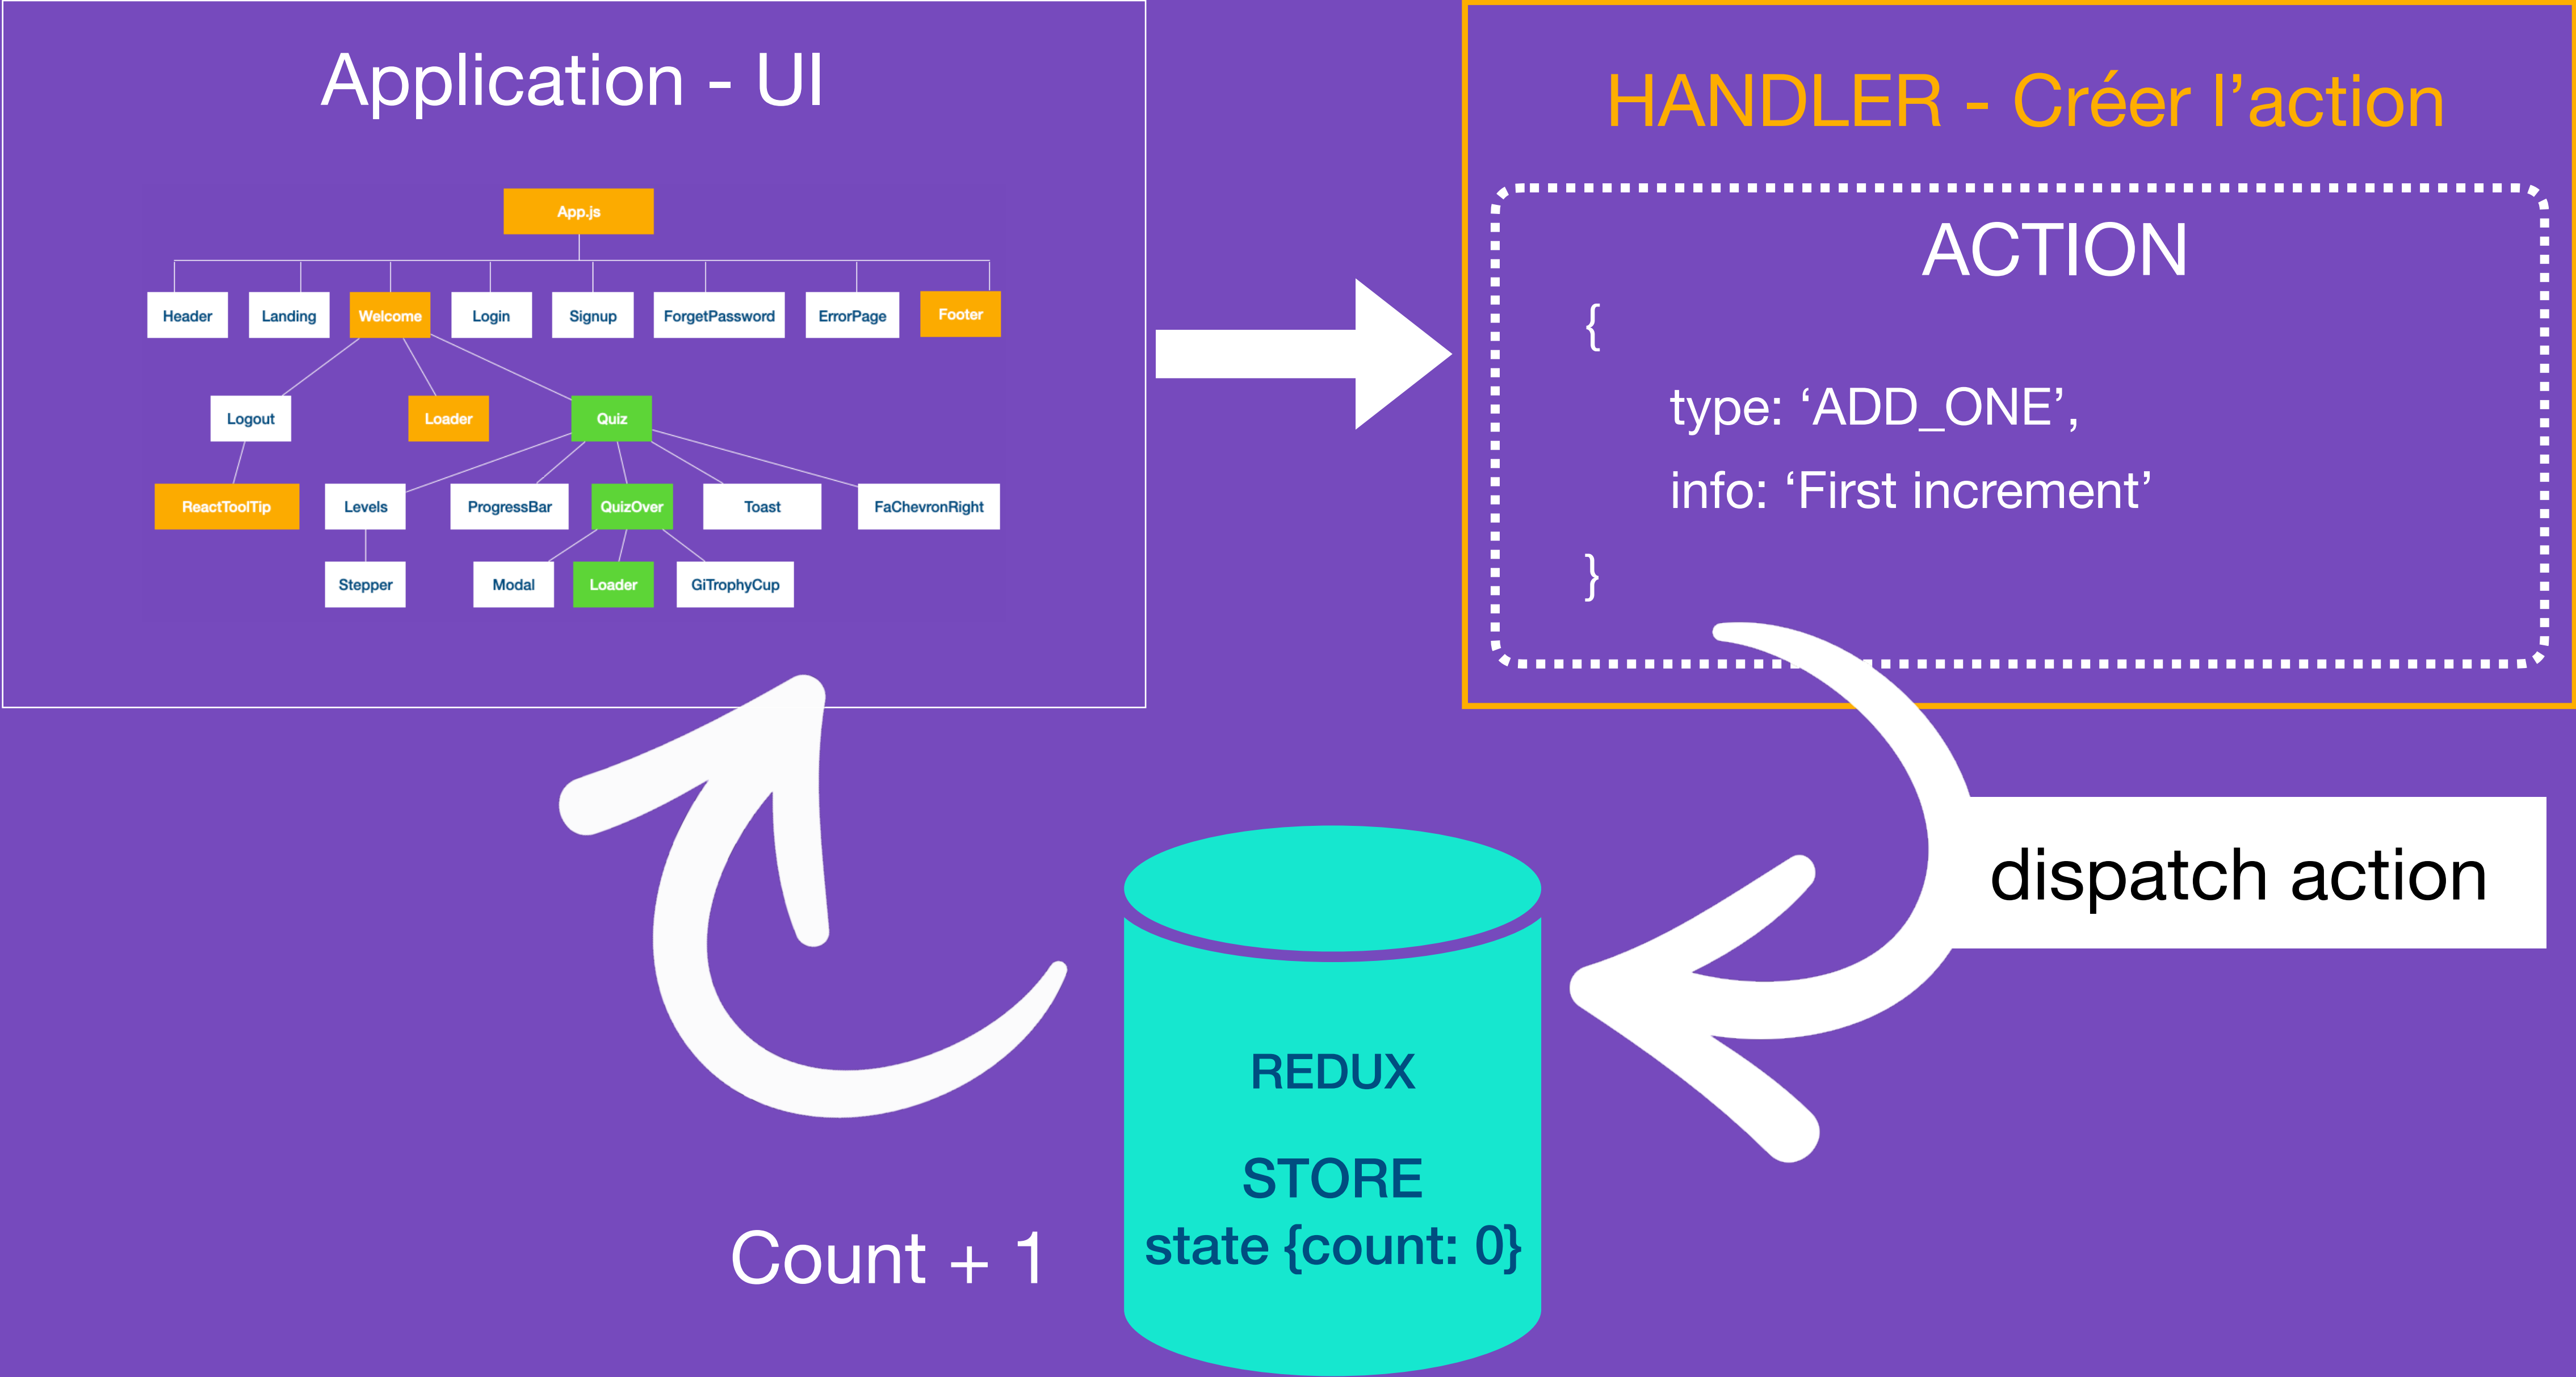 Application - UI
App.js
Header
Landing
Welcome
Login
Signup
ForgetPassword
ErrorPage
Footer
Logout
Loader
Quiz
ReactToolTip
Levels
ProgressBar
QuizOver
Toast
FaChevronRight
Stepper
Modal
Loader
GiTrophyCup
HANDLER - Créer l’action
ACTION
{
type: ‘ADD_ONE’,
info: ‘First increment’
}
dispatch action
REDUX
STORE
state {count: 0}
Count + 1